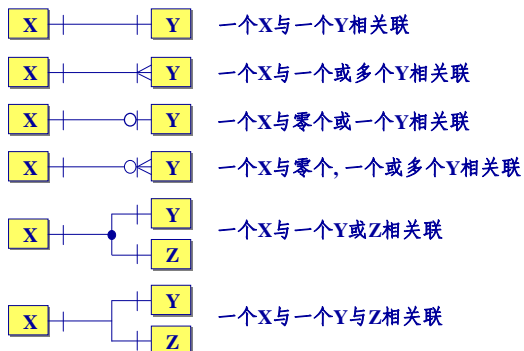 X Y 一个X与一个Y相关联
X Y 一个X与一个或多个Y相关联
X Y 一个X与零个或一个Y相关联
X Y 一个X与零个, 一个或多个Y相关联
Y
X 一个X与一个Y或Z相关联
Z
Y
X 一个X与一个Y与Z相关联
Z